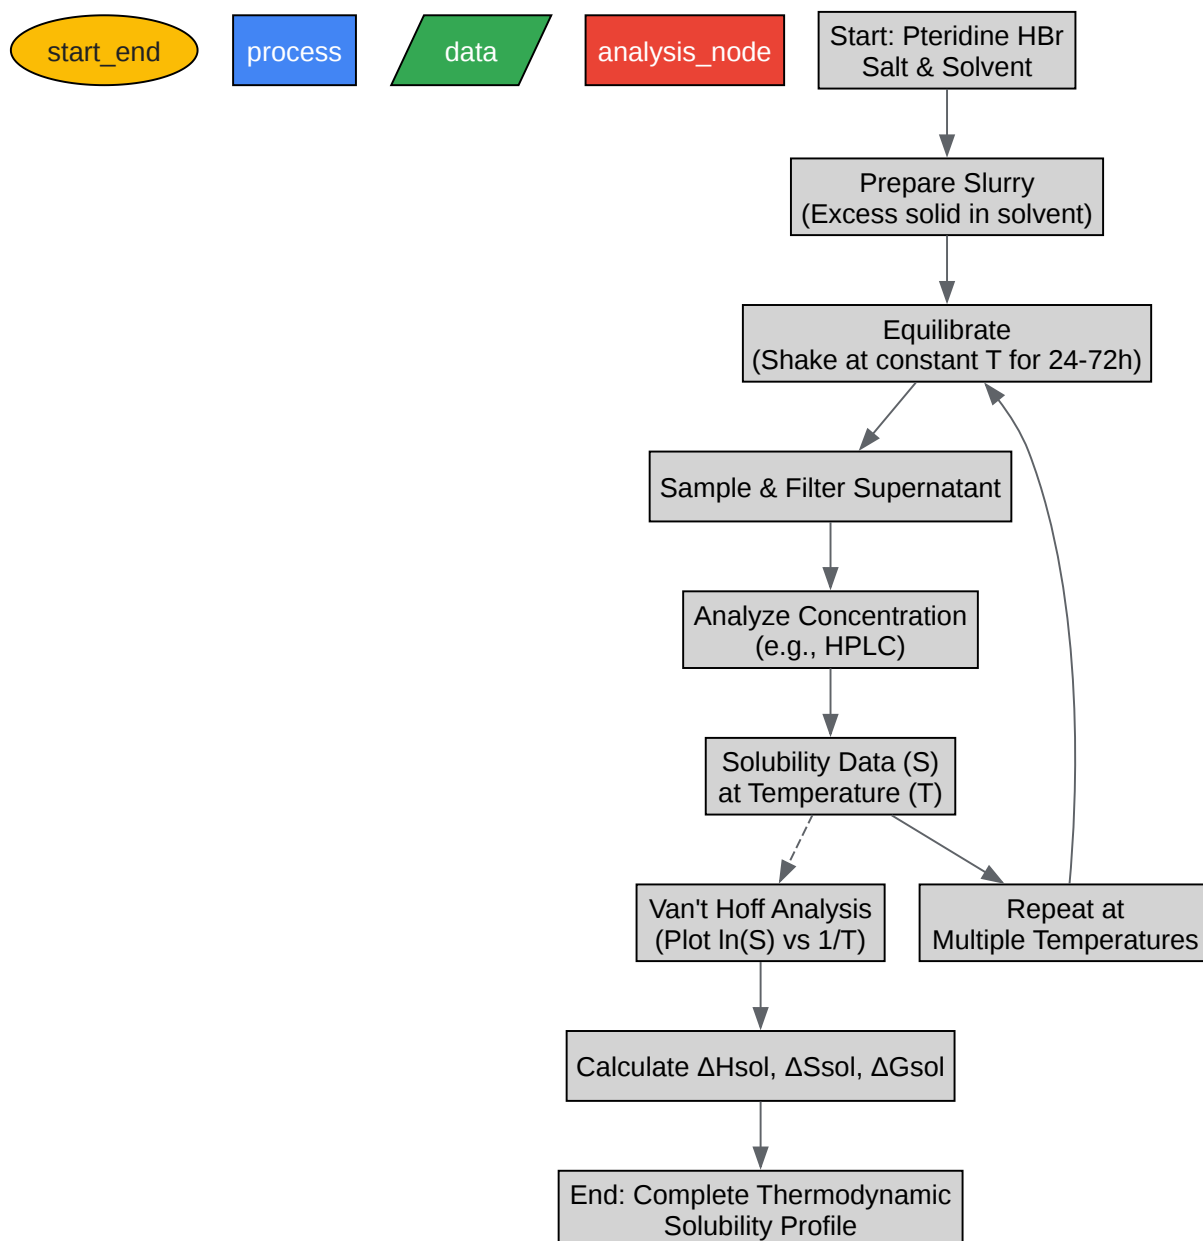 start_end
process
data
analysis_node
Start: Pteridine HBr
Salt & Solvent
Prepare Slurry
(Excess solid in solvent)
Equilibrate
(Shake at constant T for 24-72h)
Sample & Filter Supernatant
Analyze Concentration
(e.g., HPLC)
Solubility Data (S)
at Temperature (T)
Van't Hoff Analysis
(Plot ln(S) vs 1/T)
Repeat at
Multiple Temperatures
Calculate ΔHsol, ΔSsol, ΔGsol
End: Complete Thermodynamic
Solubility Profile